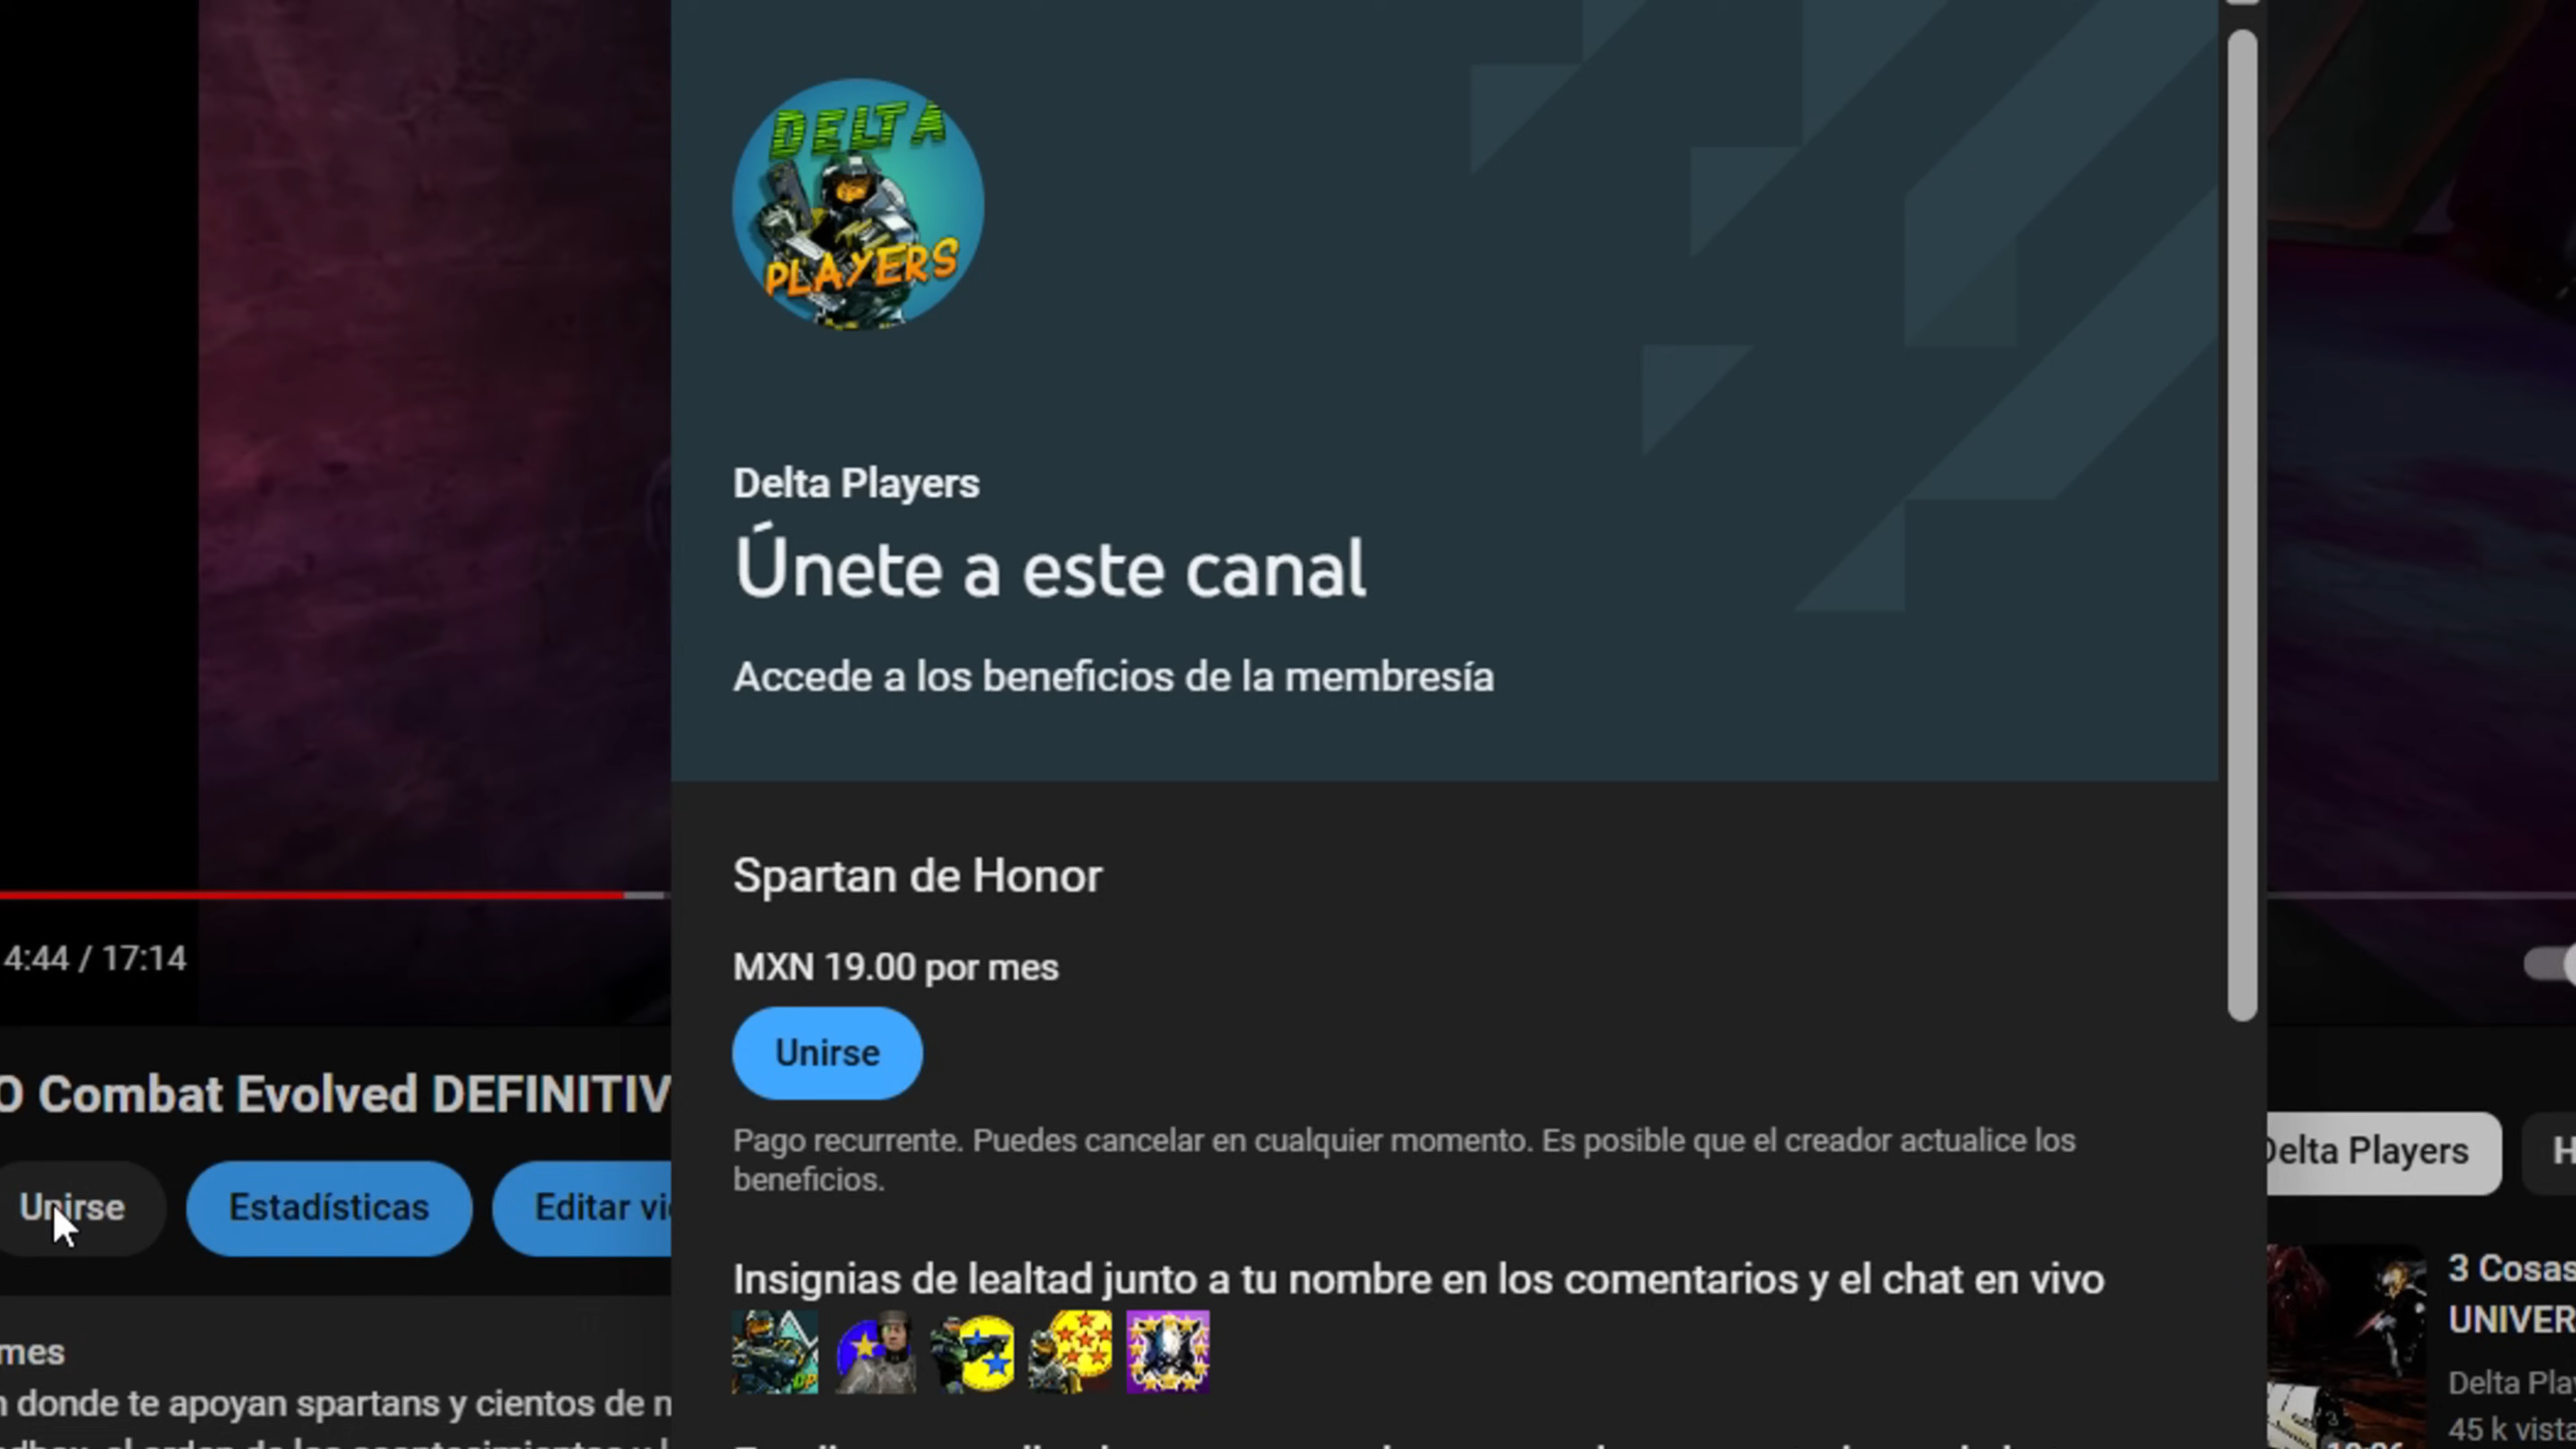 DELTA
PLAYERS
Delta Players
Únete a este canal
Accede a los beneficios de la membresía
Spartan de Honor
MXN 19.00 por mes
Unirse
Pago recurrente. Puedes cancelar en cualquier momento. Es posible que el creador actualice los
beneficios.
Insignias de lealtad junto a tu nombre en los comentarios y el chat en vivo
4:44 / 17:14
O Combat Evolved DEFINITIV
Unirse
Estadísticas
Editar vi
mes
donde te apoyan spartans y cientos de
Delta Players
3 Cosas
UNIVER
Delta Play
45 k vista